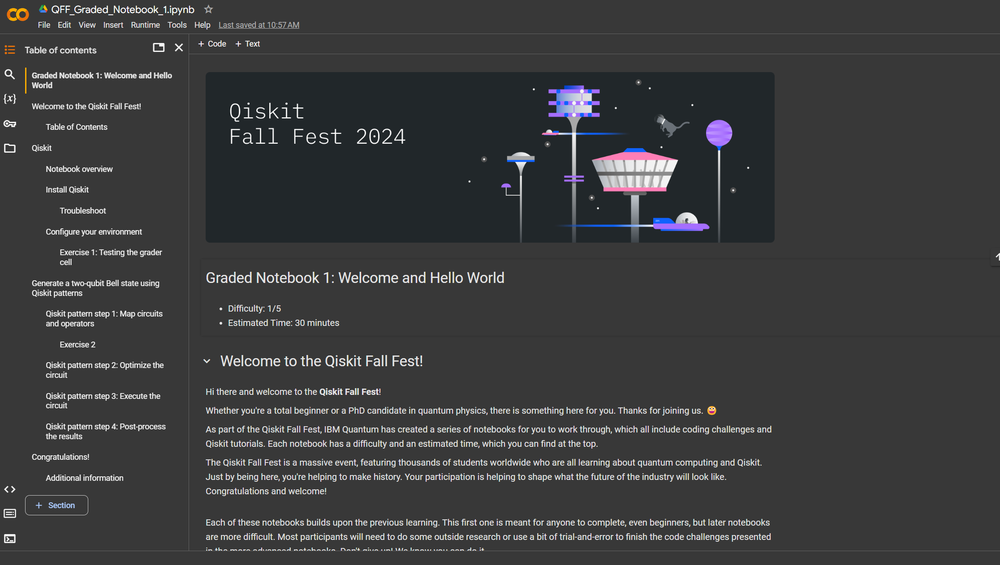 QFF_Graded_Notebook_1.ipynb
File Edit View Insert Runtime Tools Help Last saved at 10:57 AM
Table of contents
Graded Notebook 1: Welcome and Hello
World
Welcome to the Qiskit Fall Fest!
Table of Contents
Qiskit
Notebook overview
Install Qiskit
Troubleshoot
Configure your environment
Exercise 1: Testing the grader
cell
Generate a two-qubit Bell state using
Qiskit patterns
Qiskit pattern step 1: Map circuits
and operators
Exercise 2
Qiskit pattern step 2: Optimize the
circuit
Qiskit pattern step 3: Execute the
circuit
Qiskit pattern step 4: Post-process
the results
Congratulations!
Additional information
+ Section
+ Code + Text
Qiskit
Fall Fest 2024
Graded Notebook 1: Welcome and Hello World
• Difficulty: 1/5
• Estimated Time: 30 minutes
Welcome to the Qiskit Fall Fest!
Hi there and welcome to the Qiskit Fall Fest!
Whether you're a total beginner or a PhD candidate in quantum physics, there is something here for you. Thanks for joining us. 😀
As part of the Qiskit Fall Fest, IBM Quantum has created a series of notebooks for you to work through, which all include coding challenges and
Qiskit tutorials. Each notebook has a difficulty and an estimated time, which you can find at the top.
The Qiskit Fall Fest is a massive event, featuring thousands of students worldwide who are all learning about quantum computing and Qiskit.
Just by being here, you're helping to make history. Your participation is helping to shape what the future of the industry will look like.
Congratulations and welcome!
Each of these notebooks builds upon the previous learning. This first one is meant for anyone to complete, even beginners, but later notebooks
are more difficult. Most participants will need to do some outside research or use a bit of trial-and-error to finish the code challenges presented
in the more advanced notebooks. Don't give up! We know you can do it